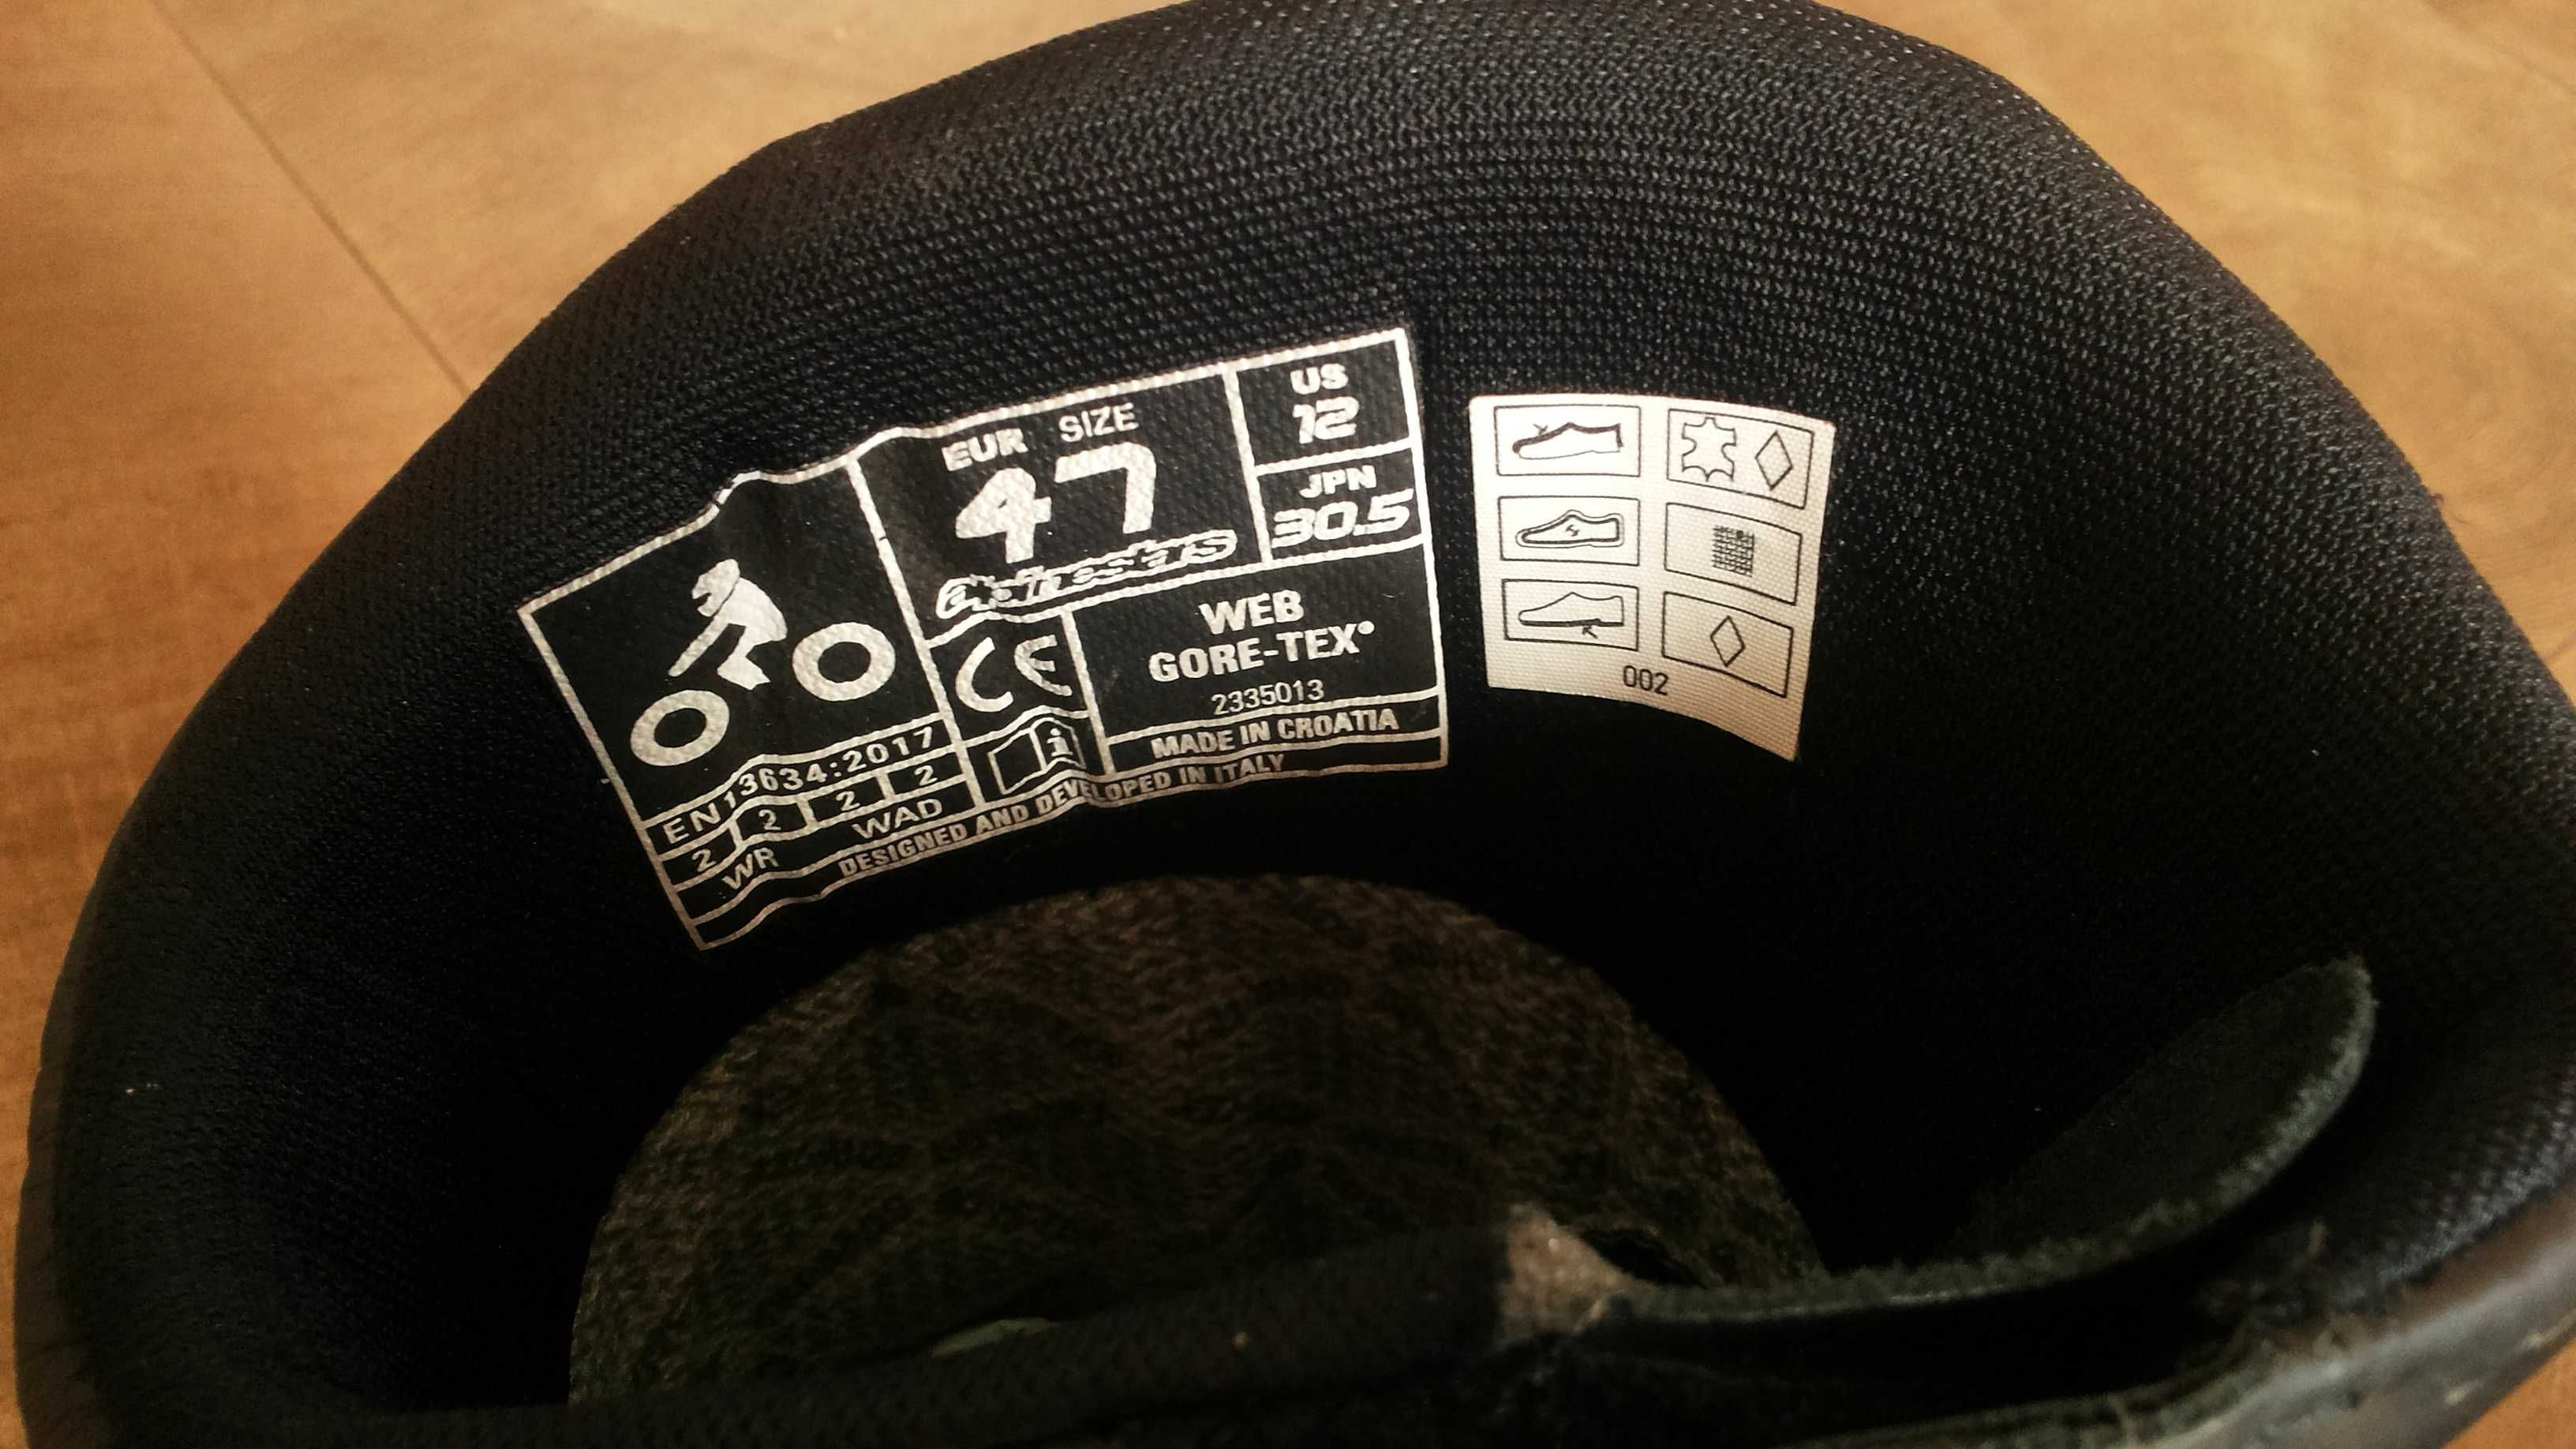 EUR SIZE
47
alpinestars
US
12
JPN
30.5
CE
WEB
GORE-TEX®
2335013
MADE IN CROATIA
EN13634:2017
2 2 2 2
WR WAD
i
DESIGNED AND DEVELOPED IN ITALY
002